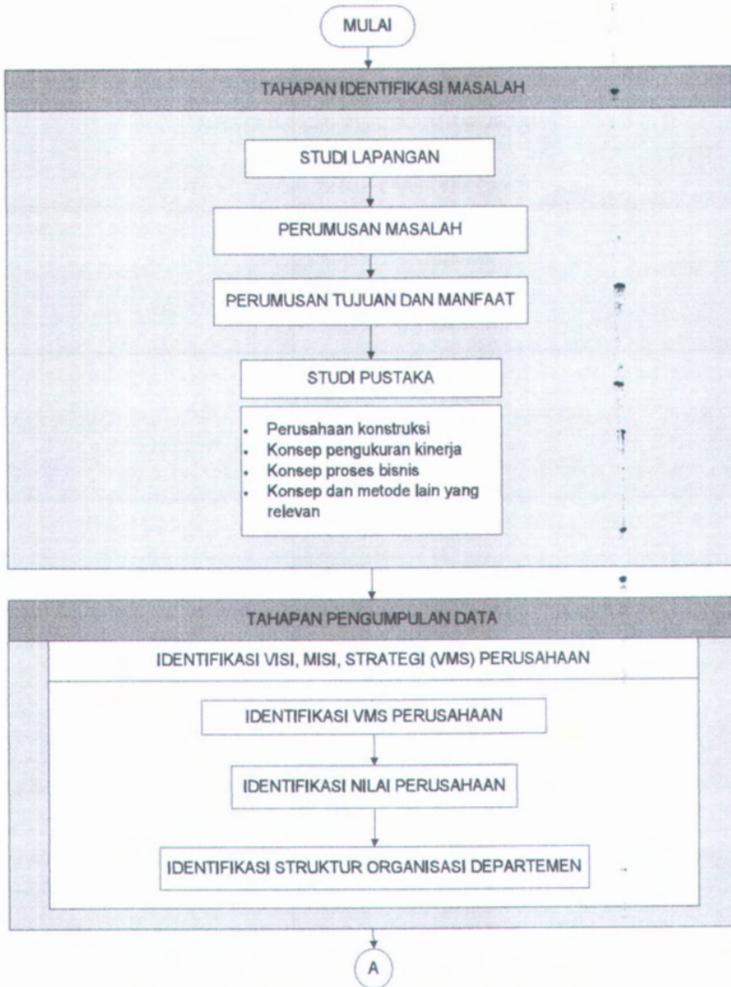 MULAI
TAHAPAN IDENTIFIKASI MASALAH
STUDI LAPANGAN
PERUMUSAN MASALAH
PERUMUSAN TUJUAN DAN MANFAAT
STUDI PUSTAKA
• Perusahaan konstruksi
• Konsep pengukuran kinerja
• Konsep proses bisnis
• Konsep dan metode lain yang
relevan
TAHAPAN PENGUMPULAN DATA
IDENTIFIKASI VISI, MISI, STRATEGI (VMS) PERUSAHAAN
IDENTIFIKASI VMS PERUSAHAAN
IDENTIFIKASI NILAI PERUSAHAAN
IDENTIFIKASI STRUKTUR ORGANISASI DEPARTEMEN
A